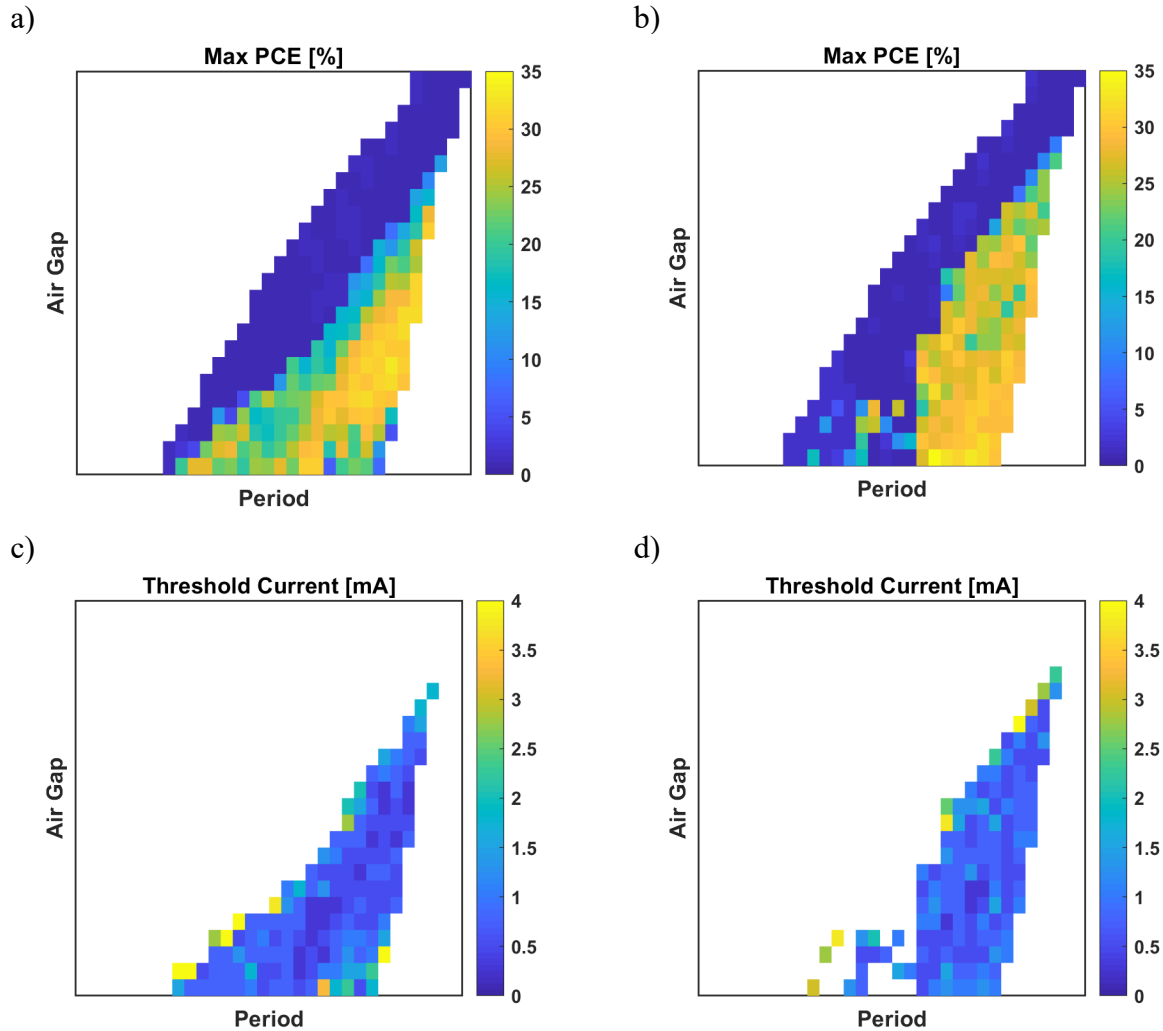 a)
Max PCE [%]
Air Gap
Period
35
30
25
20
15
10
5
0
b)
Max PCE [%]
Air Gap
Period
35
30
25
20
15
10
5
0
c)
Threshold Current [mA]
Air Gap
Period
4
3.5
3
2.5
2
1.5
1
0.5
0
d)
Threshold Current [mA]
Air Gap
Period
4
3.5
3
2.5
2
1.5
1
0.5
0